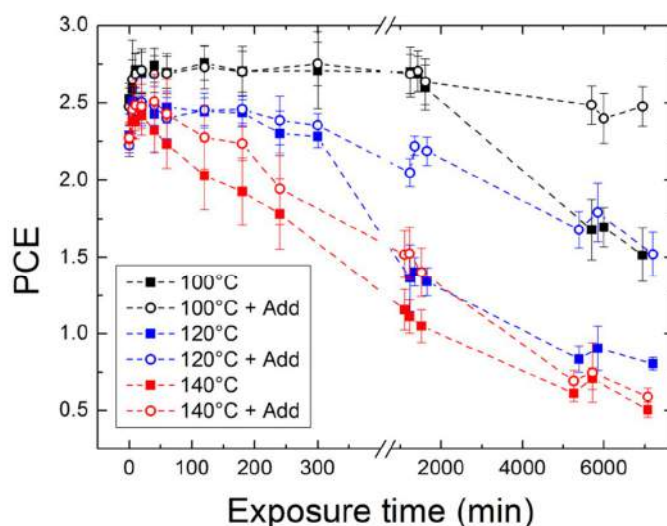 3.0
2.5
2.0
1.5
1.0
0.5
PCE
100°C
100°C + Add
120°C
120°C + Add
140°C
140°C + Add
0 100 200 300 2000 4000 6000
Exposure time (min)